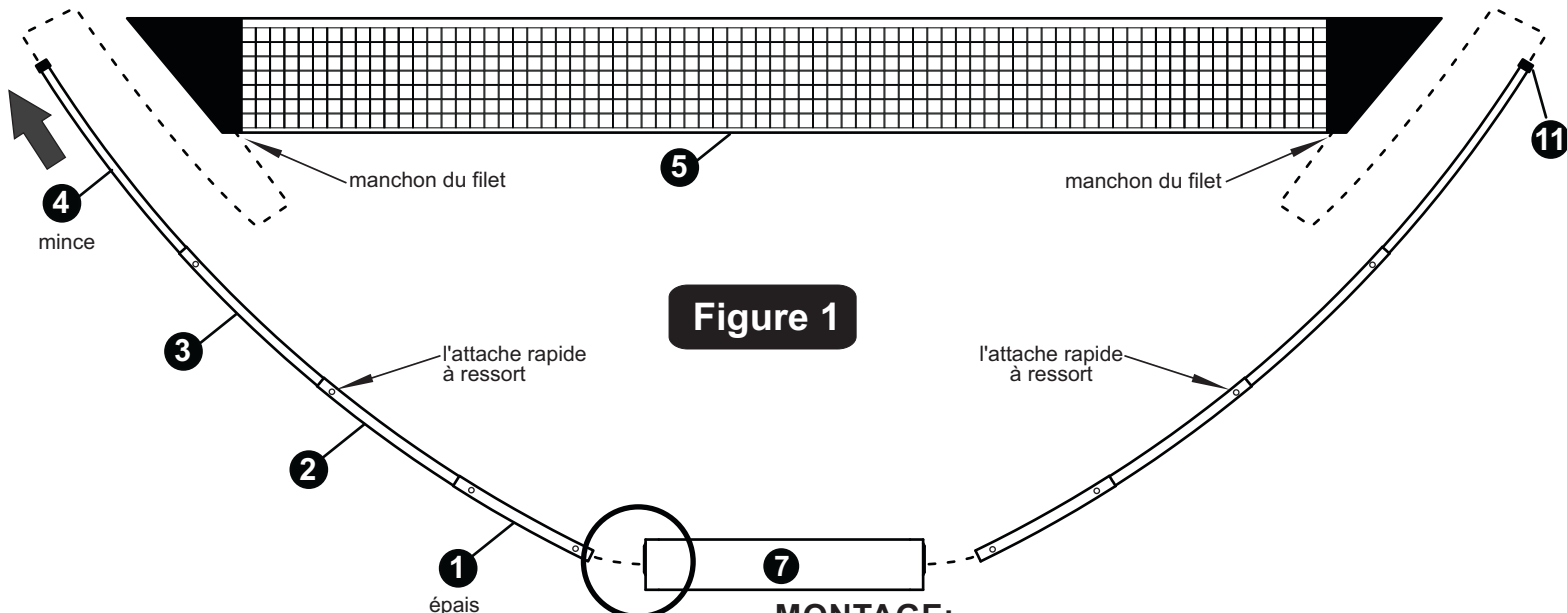 11
manchon du filet
5
manchon du filet
4
mince
Figure 1
3
l'attache rapide
à ressort
l'attache rapide
à ressort
2
1
7
épais
MONTAGE: